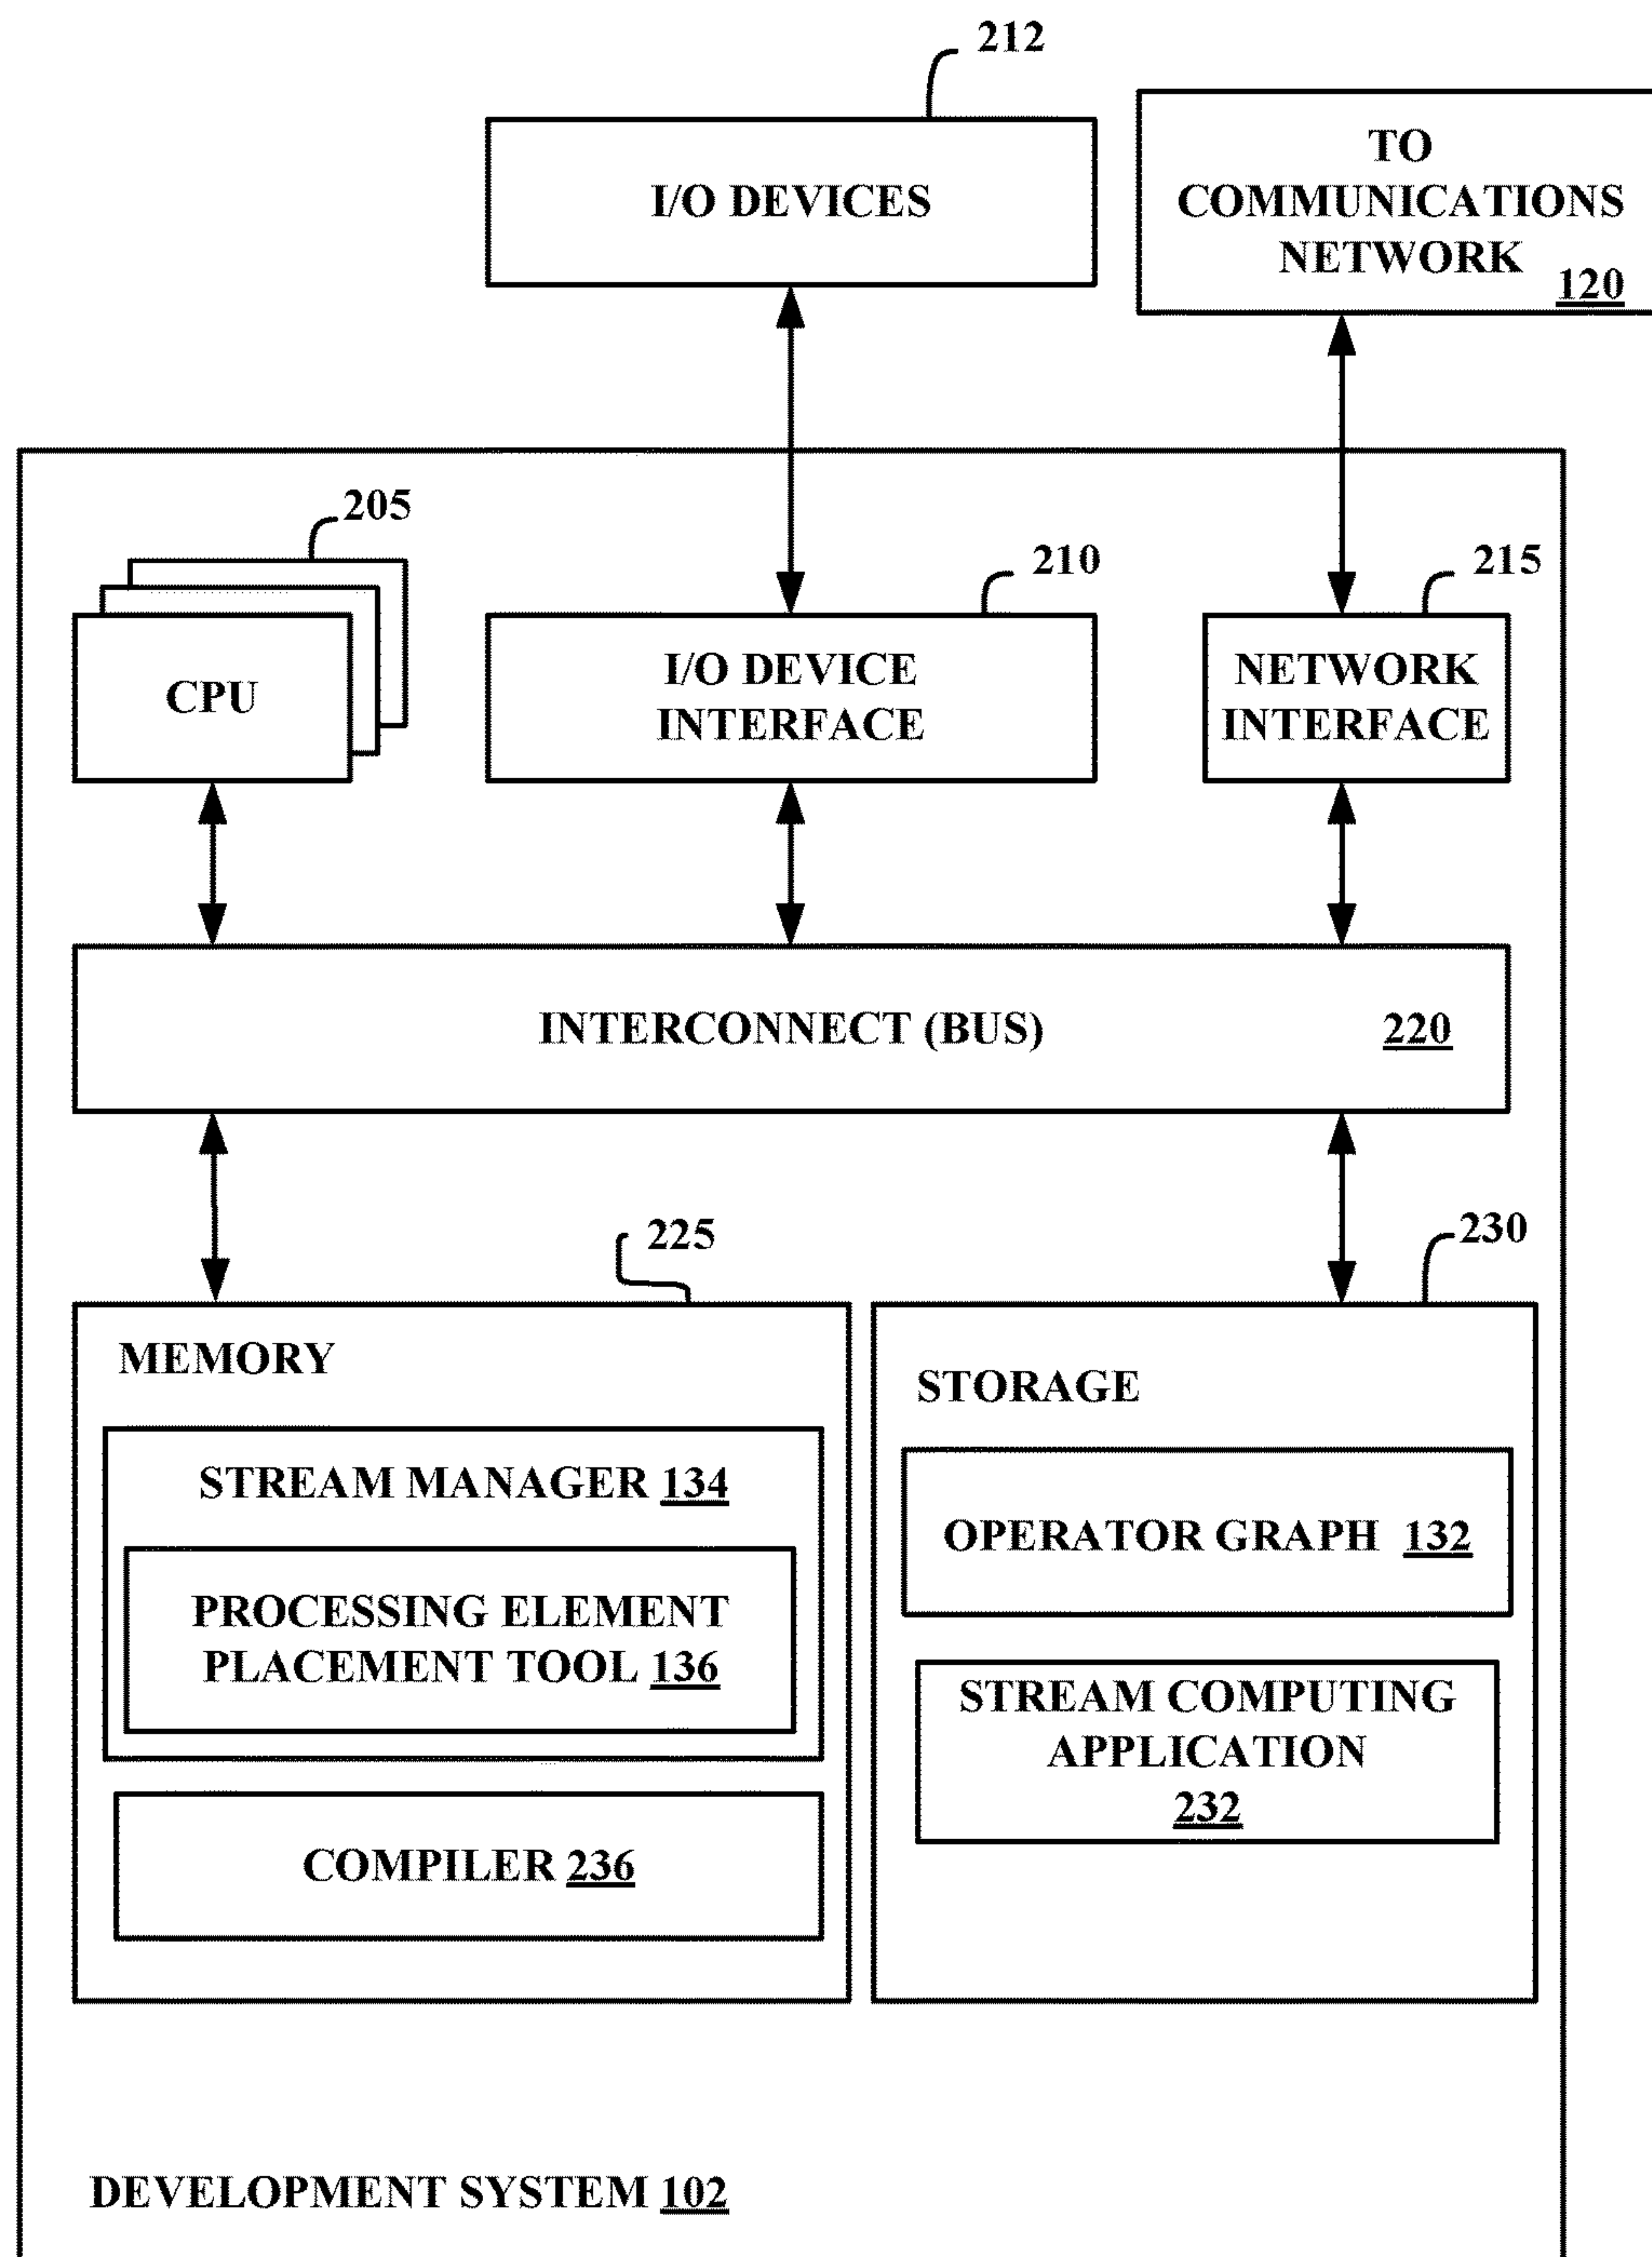 212
I/O DEVICES
TO
COMMUNICATIONS
NETWORK
120
205
210
215
CPU
I/O DEVICE
INTERFACE
NETWORK
INTERFACE
INTERCONNECT (BUS) 220
225
230
MEMORY
STREAM MANAGER 134
PROCESSING ELEMENT
PLACEMENT TOOL 136
COMPILER 236
STORAGE
OPERATOR GRAPH 132
STREAM COMPUTING
APPLICATION
232
DEVELOPMENT SYSTEM 102